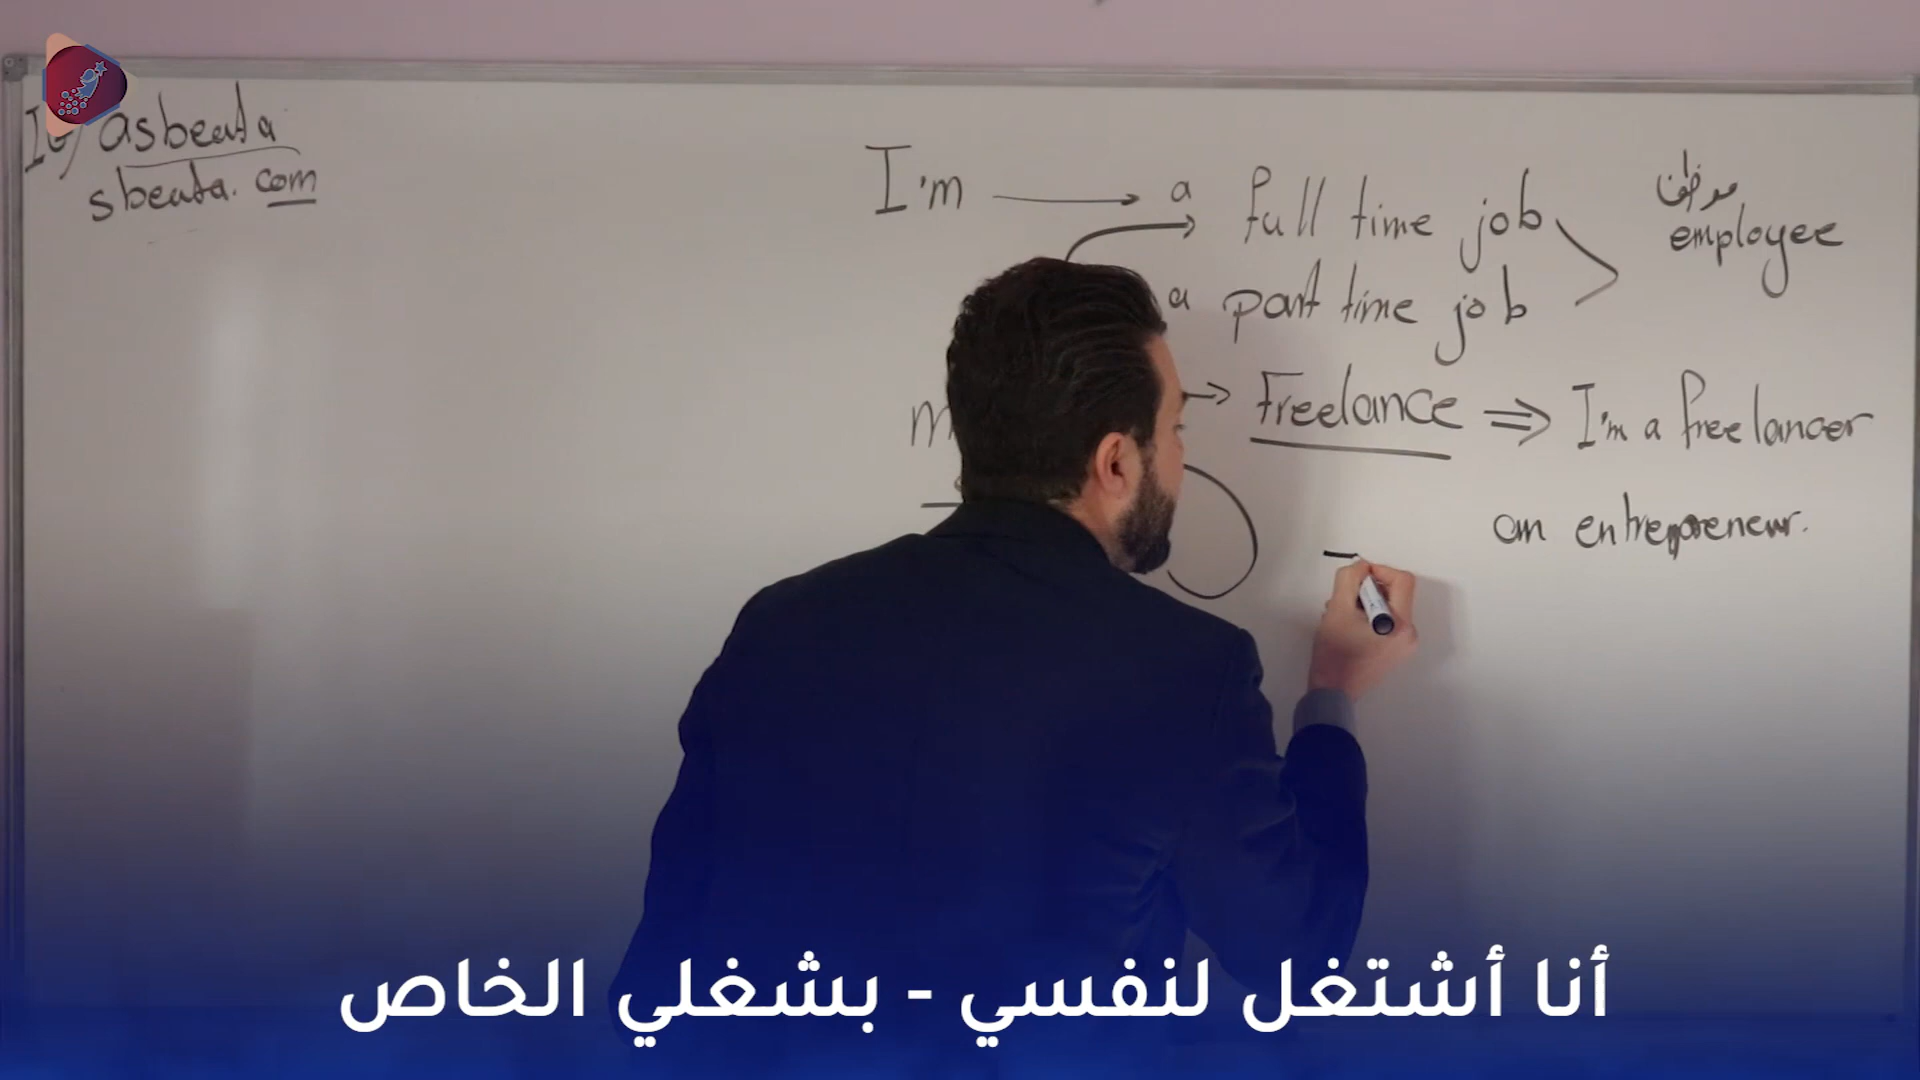 IG/ asbeata
sbeata.com
I'm → a full time job
موظف
employee
a part time job
→ Freelance ⇒ I'm a freelancer
an entrepreneur.
أنا أشتغل لنفسي - بشغلي الخاص